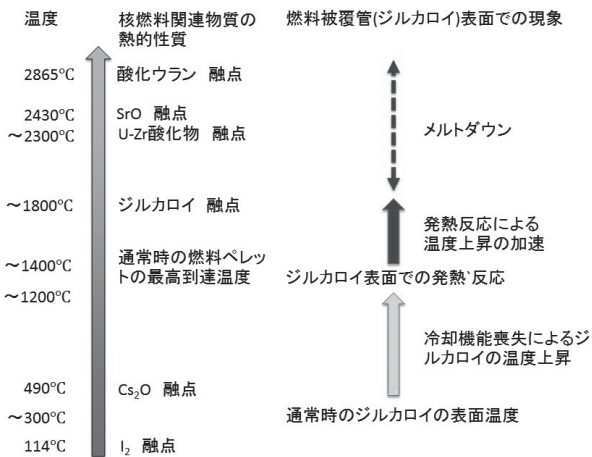 温度
核燃料関連物質の
熱的性質
燃料被覆管(ジルカロイ)表面での現象
2865℃
酸化ウラン 融点
2430℃
SrO 融点
～2300℃
U-Zr酸化物 融点
メルトダウン
～1800℃
ジルカロイ 融点
発熱反応による
温度上昇の加速
～1400℃
通常時の燃料ペレッ
トの最高到達温度
ジルカロイ表面での発熱`反応
～1200℃
冷却機能喪失によるジ
ルカロイの温度上昇
490℃
Cs₂O 融点
～300℃
通常時のジルカロイの表面温度
114℃
I₂ 融点